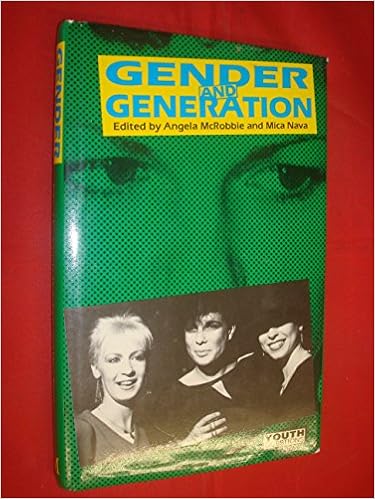 GENDER
AND
GENERATION
Edited by Angela McRobbie and Mica Nava
GENDER
YOUTH